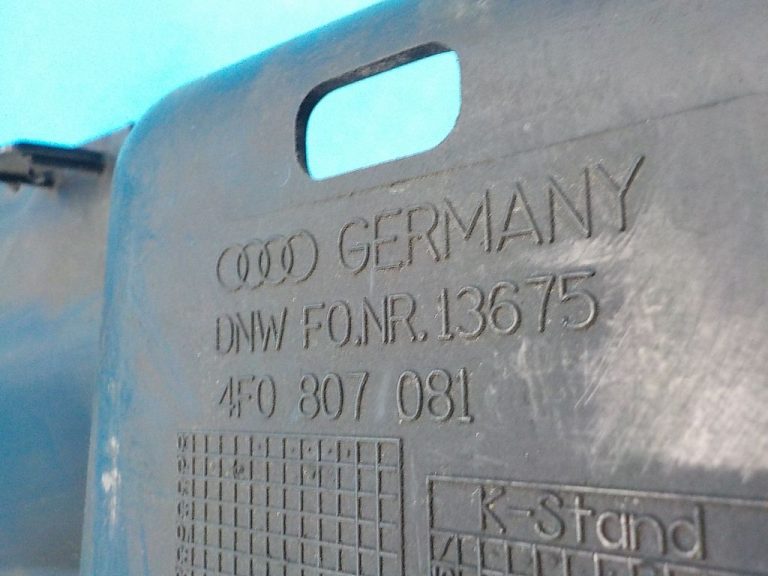 GERMANY
DNW FO.NR. 13675
4F0 807 081
K-Stand